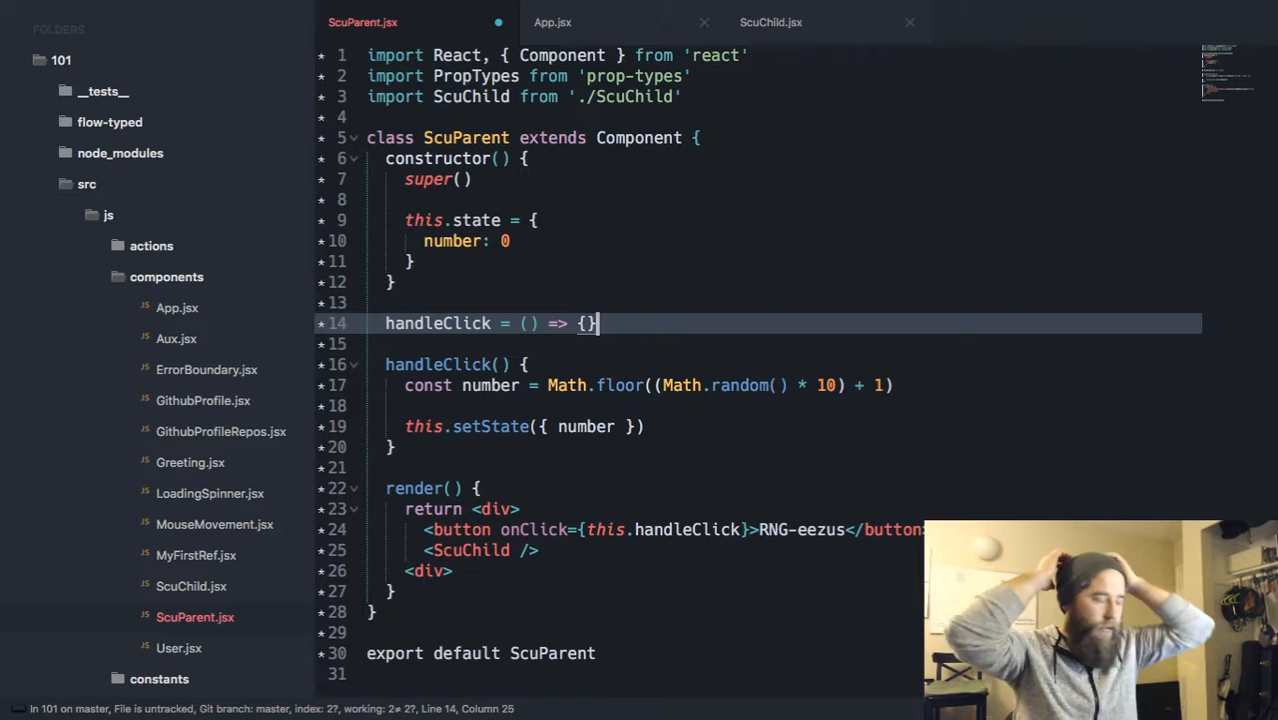 FOLDERS
101
__tests__
flow-typed
node_modules
src
js
actions
components
App.jsx
Aux.jsx
ErrorBoundary.jsx
GithubProfile.jsx
GithubProfileRepos.jsx
Greeting.jsx
LoadingSpinner.jsx
MouseMovement.jsx
MyFirstRef.jsx
ScuChild.jsx
ScuParent.jsx
User.jsx
constants
ScuParent.jsx App.jsx ScuChild.jsx
1 import React, { Component } from 'react'
2 import PropTypes from 'prop-types'
3 import ScuChild from './ScuChild'
4
5 class ScuParent extends Component {
6 constructor() {
7 super()
8
9 this.state = {
10 number: 0
11 }
12 }
13
14 handleClick = () => {}
15
16 handleClick() {
17 const number = Math.floor((Math.random() * 10) + 1)
18
19 this.setState({ number })
20 }
21
22 render() {
23 return <div>
24 <button onClick={this.handleClick}>RNG-eezus</button>
25 <ScuChild />
26 <div>
27 }
28 }
29
30 export default ScuParent
31
In 101 on master, File is untracked, Git branch: master, index: 2?, working: 2≠ 2?, Line 14, Column 25